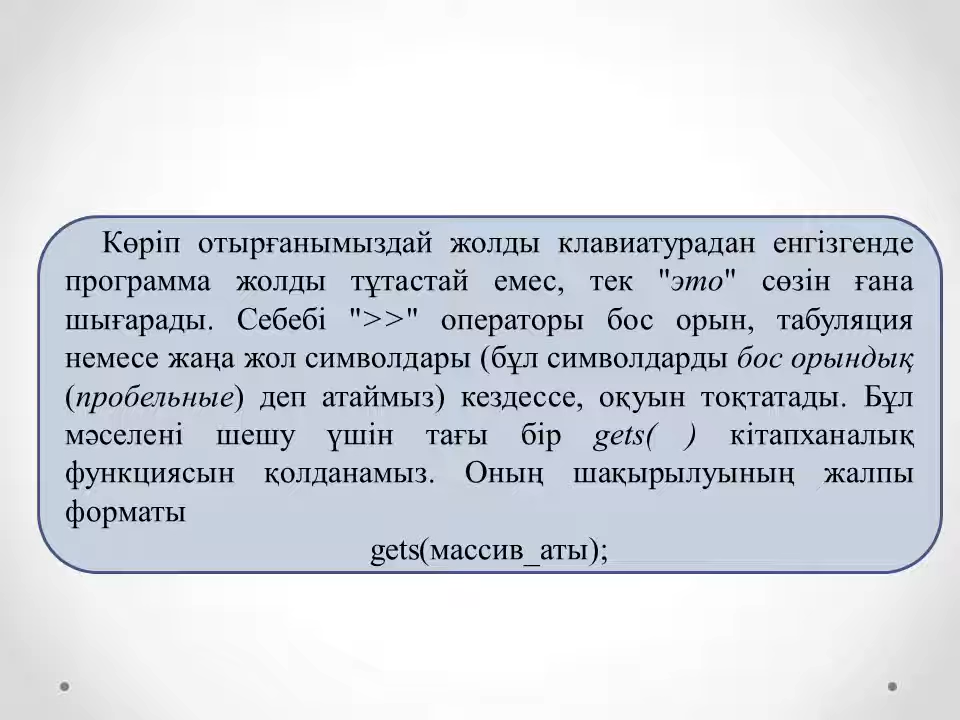 Көріп отырғанымыздай жолды клавиатурадан енгізгенде
программа жолды тұтастай емес, тек "это" сөзін ғана
шығарады. Себебі ">>" операторы бос орын, табуляция
немесе жаңа жол символдары (бұл символдарды бос орындық
(пробельные) деп атаймыз) кездессе, оқуын тоқтатады. Бұл
мәселені шешу үшін тағы бір gets( ) кітапханалық
функциясын қолданамыз. Оның шақырылуының жалпы
форматы
gets(массив_аты);